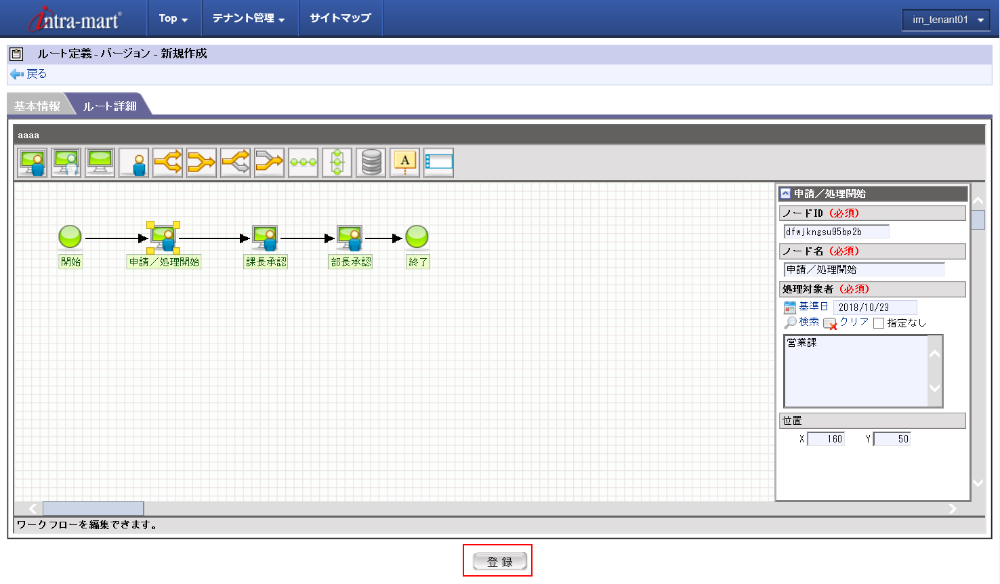 intra-mart®
Top
テナント管理
サイトマップ
im_tenant01
ルート定義 - バージョン - 新規作成
戻る
基本情報
ルート詳細
aaaa
A
開始
申請／処理開始
課長承認
部長承認
終了
申請／処理開始
ノードID（必須）
dfwjkngsu95bp2b
ノード名（必須）
申請／処理開始
処理対象者（必須）
基準日 2018/10/23
検索 クリア 指定なし
営業課
位置
X 160 Y 50
ワークフローを編集できます。
登録